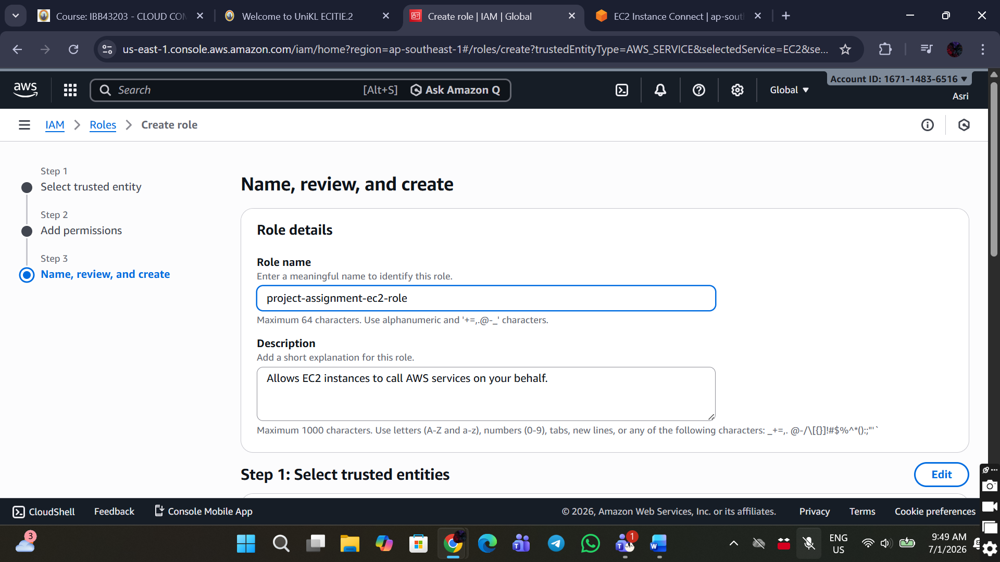 Course: IBB43203 - CLOUD CO
Welcome to UniKL ECITIE.2
Create role | IAM | Global
EC2 Instance Connect | ap-sout
us-east-1.console.aws.amazon.com/iam/home?region=ap-southeast-1#/roles/create?trustedEntityType=AWS_SERVICE&selectedService=EC2&se...
aws
Search
[Alt+S]
Ask Amazon Q
Global
Account ID: 1671-1483-6516
Asri
IAM
Roles
Create role
Step 1
Select trusted entity
Step 2
Add permissions
Step 3
Name, review, and create
Name, review, and create
Role details
Role name
Enter a meaningful name to identify this role.
project-assignment-ec2-role
Maximum 64 characters. Use alphanumeric and '+=,.@-_' characters.
Description
Add a short explanation for this role.
Allows EC2 instances to call AWS services on your behalf.
Maximum 1000 characters. Use letters (A-Z and a-z), numbers (0-9), tabs, new lines, or any of the following characters: _+=,. @-/\[{}]!#$%^*():;"'`
Step 1: Select trusted entities
Edit
CloudShell
Feedback
Console Mobile App
© 2026, Amazon Web Services, Inc. or its affiliates.
Privacy
Terms
Cookie preferences
3
1
ENG
US
9:49 AM
7/1/2026